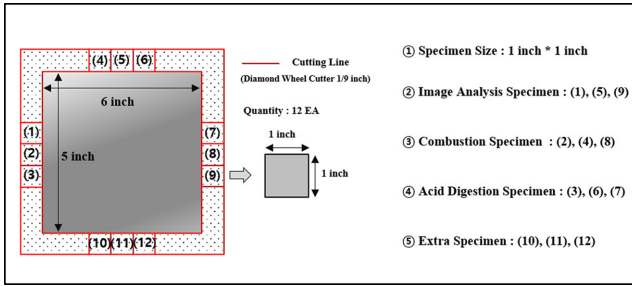 (4) (5) (6)
6 inch
5 inch
(1)
(2)
(3)
(7)
(8)
(9)
(10) (11) (12)
Cutting Line
(Diamond Wheel Cutter 1/9 inch)
Quantity : 12 EA
1 inch
1 inch
① Specimen Size : 1 inch * 1 inch
② Image Analysis Specimen : (1), (5), (9)
③ Combustion Specimen : (2), (4), (8)
④ Acid Digestion Specimen : (3), (6), (7)
⑤ Extra Specimen : (10), (11), (12)